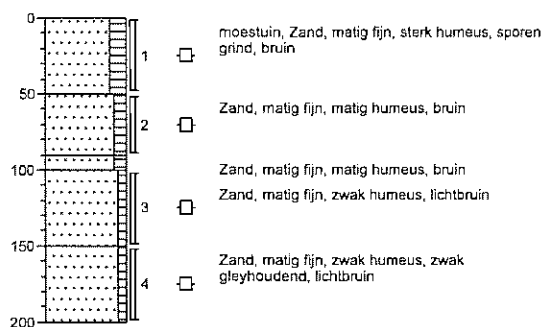 0
moestuin, Zand, matig fijn, sterk humeus, sporen
grind, bruin
1
50
Zand, matig fijn, matig humeus, bruin
2
100
Zand, matig fijn, matig humeus, bruin
Zand, matig fijn, zwak humeus, lichtbruin
3
150
Zand, matig fijn, zwak humeus, zwak
gleyhoudend, lichtbruin
4
200